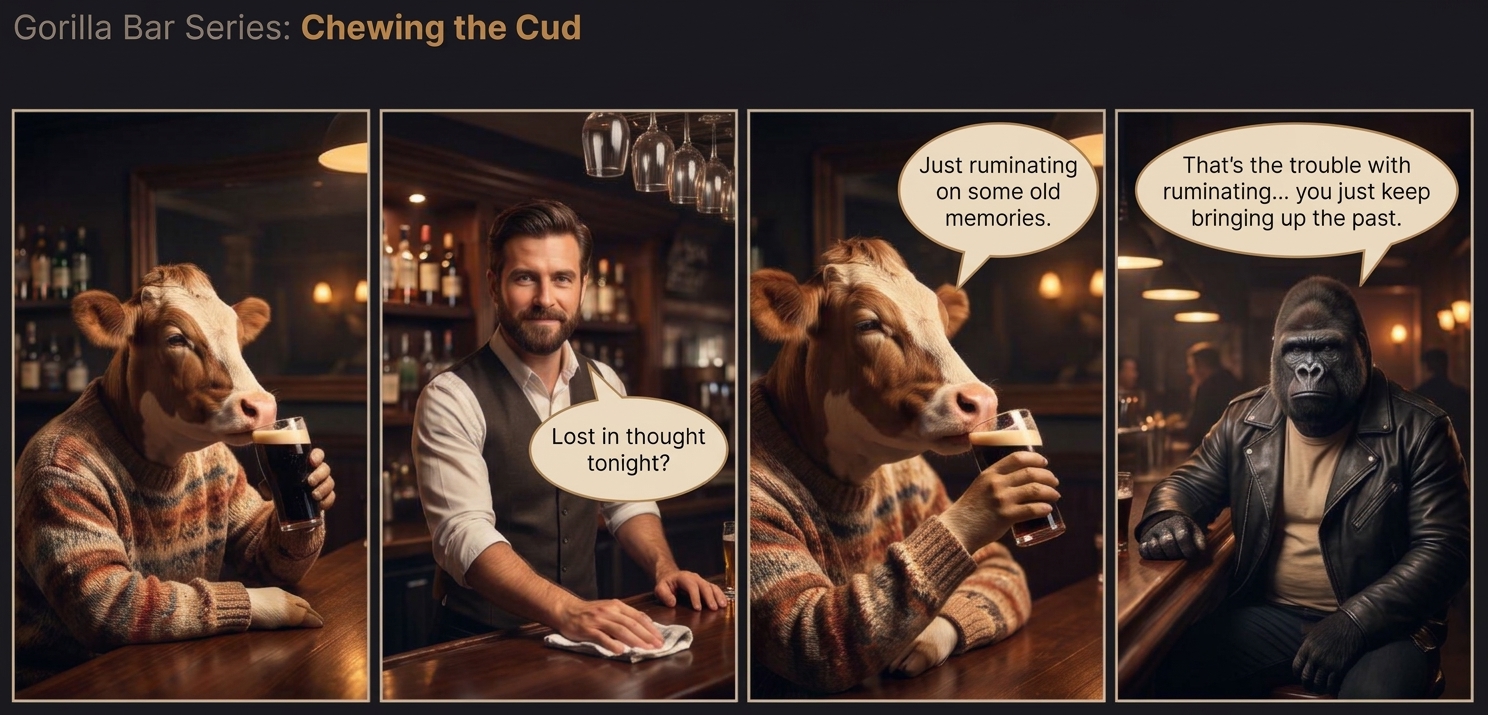 Gorilla Bar Series: Chewing the Cud
Lost in thought
tonight?
Just ruminating
on some old
memories.
That's the trouble with
ruminating... you just keep
bringing up the past.